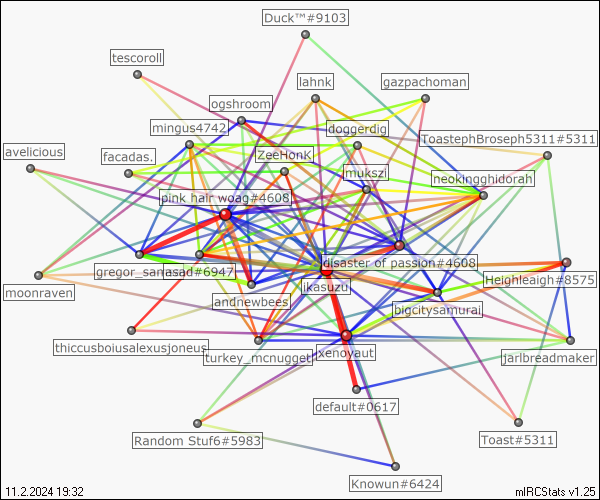 Duck™#9103
tescoroll
lahnk
gazpachoman
ogshroom
mingus4742
doggerdig
ToastephBroseph5311#5311
avelicious
facadas.
ZeeHonK
mukszi
neokingghidorah
pink hair woag#4608
disaster of passion#4608
gregor_samasad#6947
Heighleaigh#8575
moonraven
jkasuzu
andnewbees
bigcitysamurai
thiccusboiusalexusjoneus
turkey_mcnugget
xenoyaut
jarlbreadmaker
default#0617
Random Stuf6#5983
Toast#5311
Knowun#6424
11.2.2024 19:32
mIRCStats v1.25